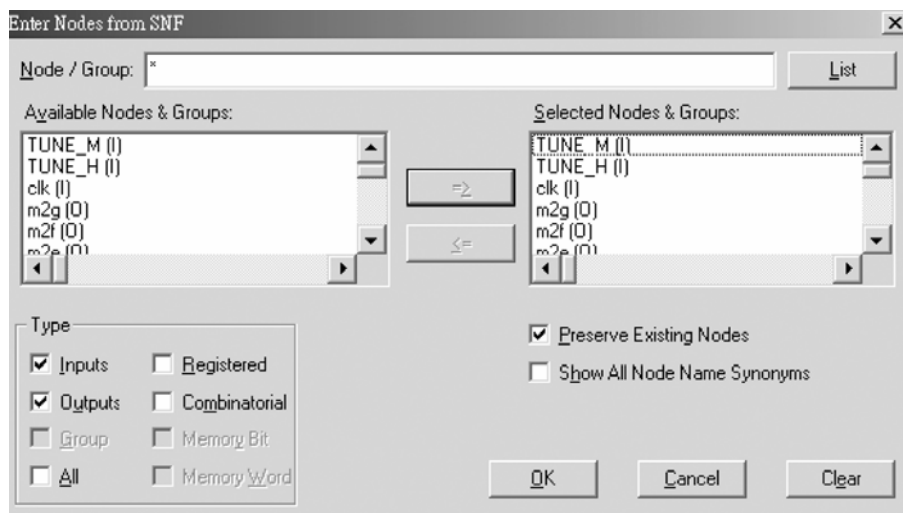 Enter Nodes from SNF
Node / Group: *
List
Available Nodes & Groups:
TUNE_M (I)
TUNE_H (I)
clk (I)
m2g (O)
m2f (O)
m2e (O)
=>
<=
Selected Nodes & Groups:
TUNE_M (I)
TUNE_H (I)
clk (I)
m2g (O)
m2f (O)
m2e (O)
Type
Inputs
Registered
Outputs
Combinatorial
Group
Memory Bit
All
Memory Word
Preserve Existing Nodes
Show All Node Name Synonyms
OK
Cancel
Clear